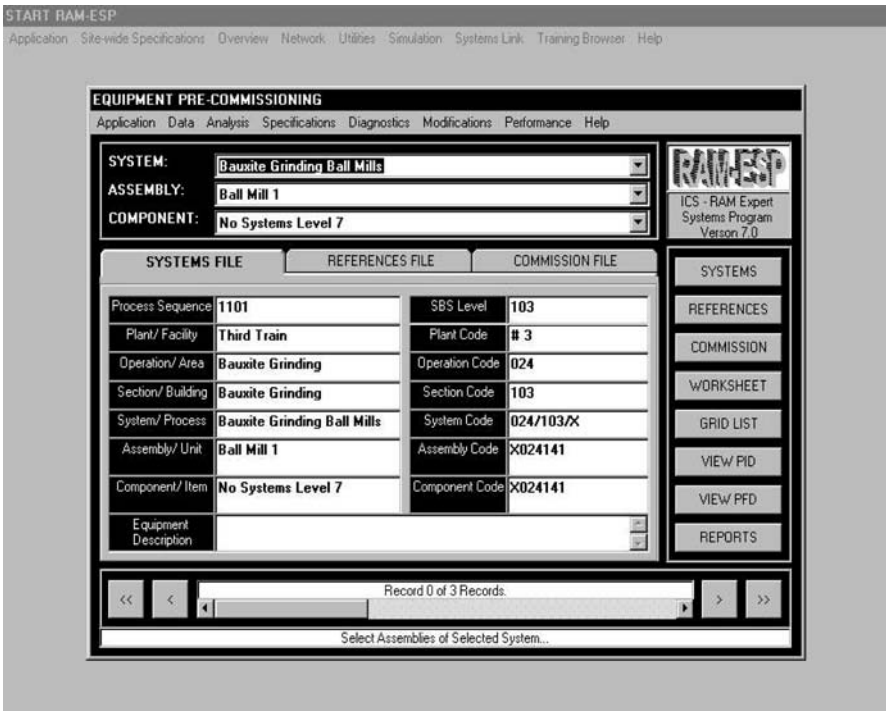 START RAM-ESP
Application Site-wide Specifications Overview Network Utilities Simulation Systems Link Training Browser Help
EQUIPMENT PRE-COMMISSIONING
Application Data Analysis Specifications Diagnostics Modifications Performance Help
SYSTEM: Bauxite Grinding Ball Mills
ASSEMBLY: Ball Mill 1
COMPONENT: No Systems Level 7
RAM-ESP
ICS - RAM Expert
Systems Program
Verson 7.0
SYSTEMS FILE REFERENCES FILE COMMISSION FILE
Process Sequence 1101 SBS Level 103
Plant/ Facility Third Train Plant Code # 3
Operation/ Area Bauxite Grinding Operation Code 024
Section/ Building Bauxite Grinding Section Code 103
System/ Process Bauxite Grinding Ball Mills System Code 024/103/X
Assembly/ Unit Ball Mill 1 Assembly Code X024141
Component/ Item No Systems Level 7 Component Code X024141
Equipment
Description
SYSTEMS
REFERENCES
COMMISSION
WORKSHEET
GRID LIST
VIEW PID
VIEW PFD
REPORTS
<< < Record 0 of 3 Records. > >>
Select Assemblies of Selected System...